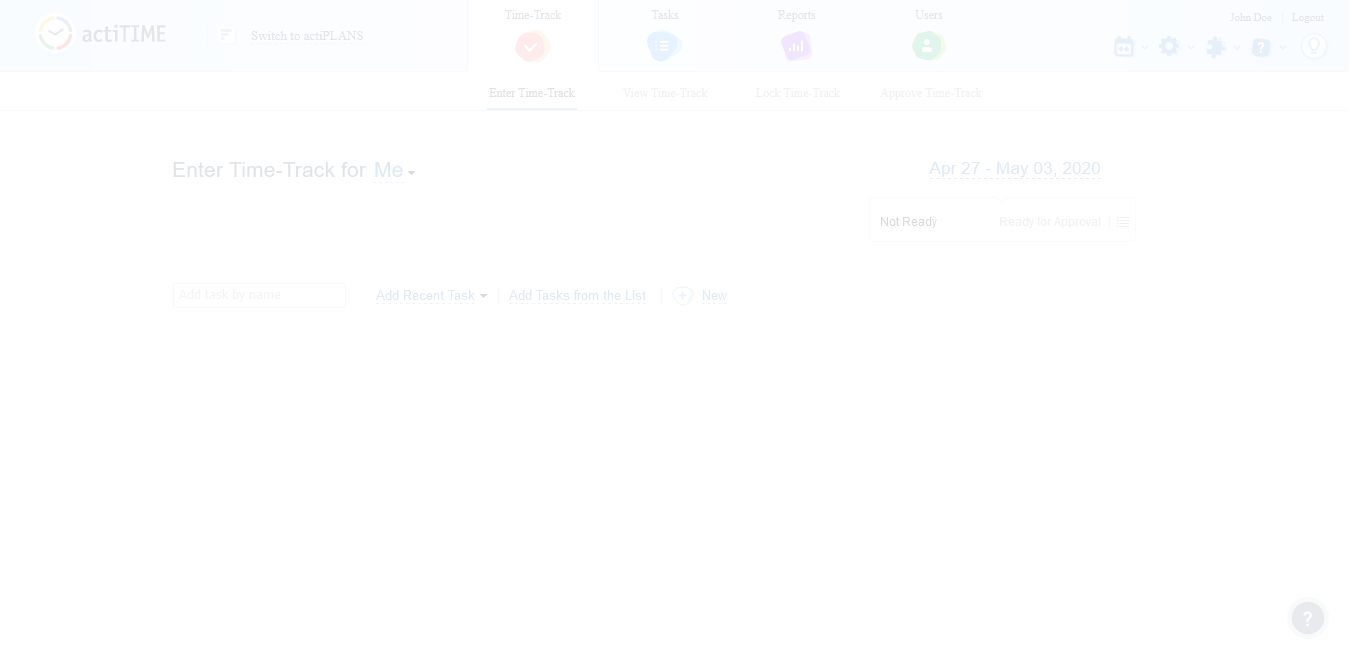 actiTIME
Switch to actiPLANS
Time-Track
Tasks
Reports
Users
John Doe
Logout
Enter Time-Track
View Time-Track
Lock Time-Track
Approve Time-Track
Enter Time-Track for Me
Apr 27 - May 03, 2020
Not Ready
Ready for Approval
Add task by name
Add Recent Task
Add Tasks from the List
New
?